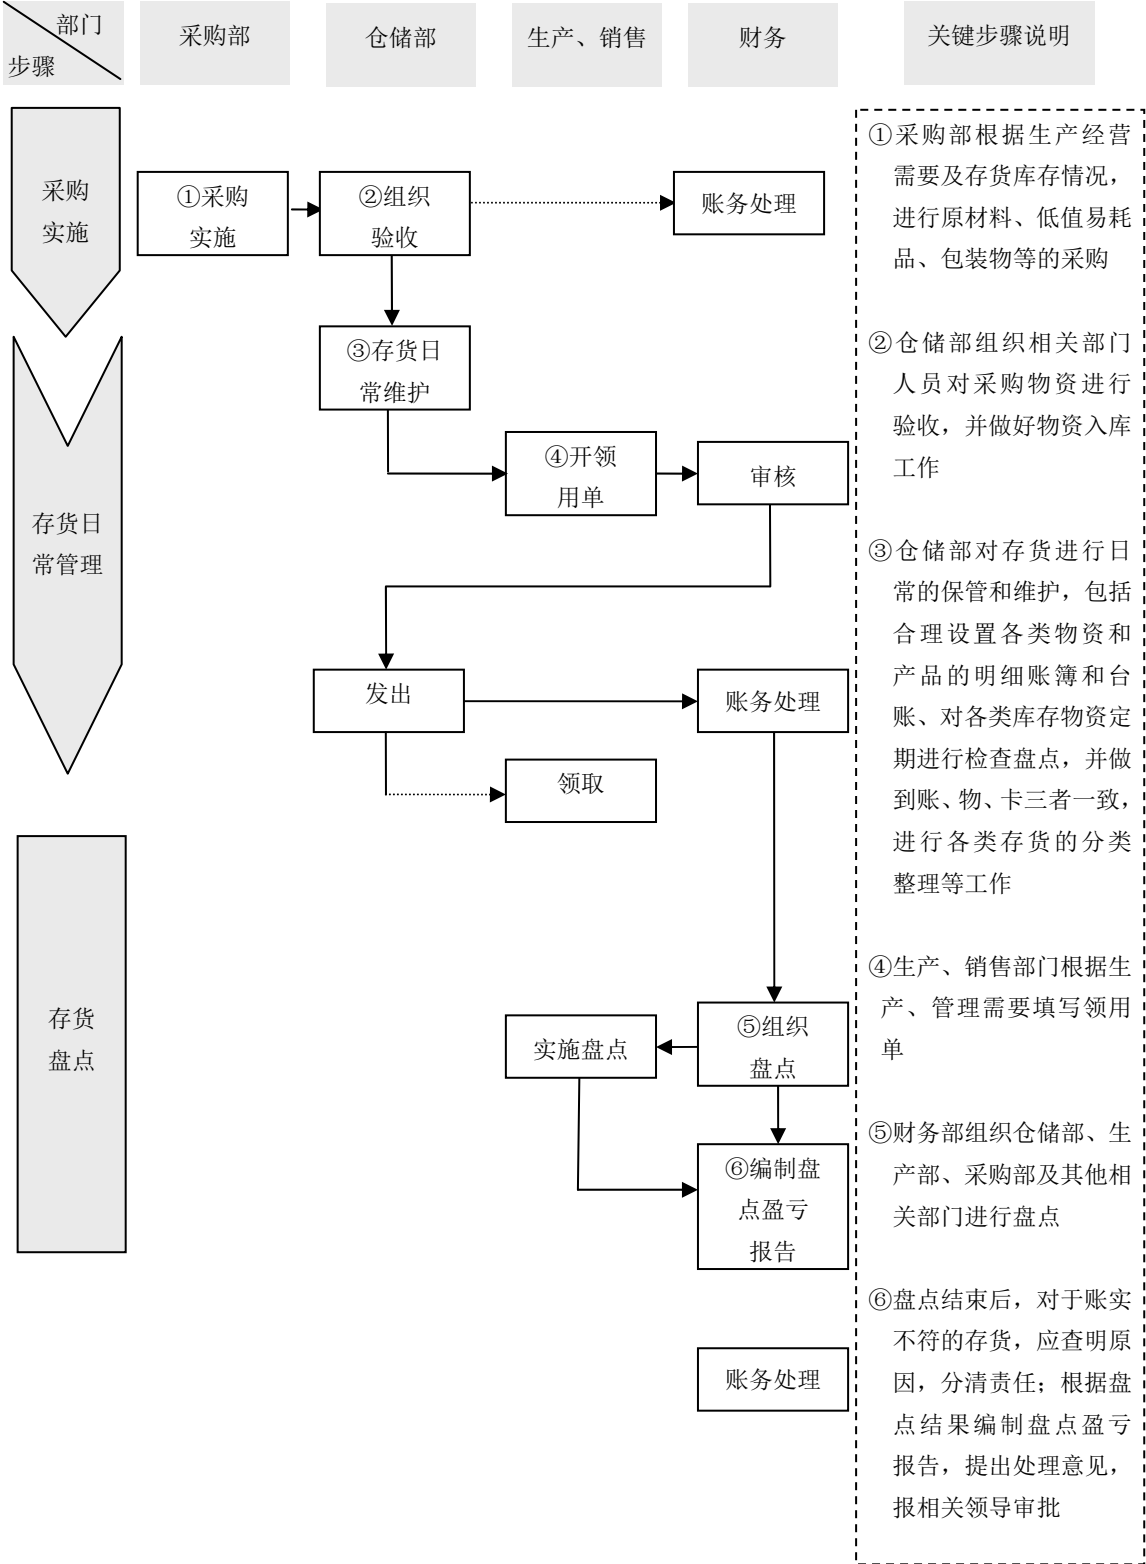 部门
步骤
采购部
仓储部
生产、销售
财务
关键步骤说明
采购
实施
①采购
实施
②组织
验收
账务处理
③存货日
常维护
存货日
常管理
④开领
用单
审核
发出
账务处理
领取
存货
盘点
实施盘点
⑤组织
盘点
⑥编制盘
点盈亏
报告
账务处理
①采购部根据生产经营
需要及存货库存情况，
进行原材料、低值易耗
品、包装物等的采购
②仓储部组织相关部门
人员对采购物资进行
验收，并做好物资入库
工作
③仓储部对存货进行日
常的保管和维护，包括
合理设置各类物资和
产品的明细账簿和台
账、对各类库存物资定
期进行检查盘点，并做
到账、物、卡三者一致，
进行各类存货的分类
整理等工作
④生产、销售部门根据生
产、管理需要填写领用
单
⑤财务部组织仓储部、生
产部、采购部及其他相
关部门进行盘点
⑥盘点结束后，对于账实
不符的存货，应查明原
因，分清责任；根据盘
点结果编制盘点盈亏
报告，提出处理意见，
报相关领导审批